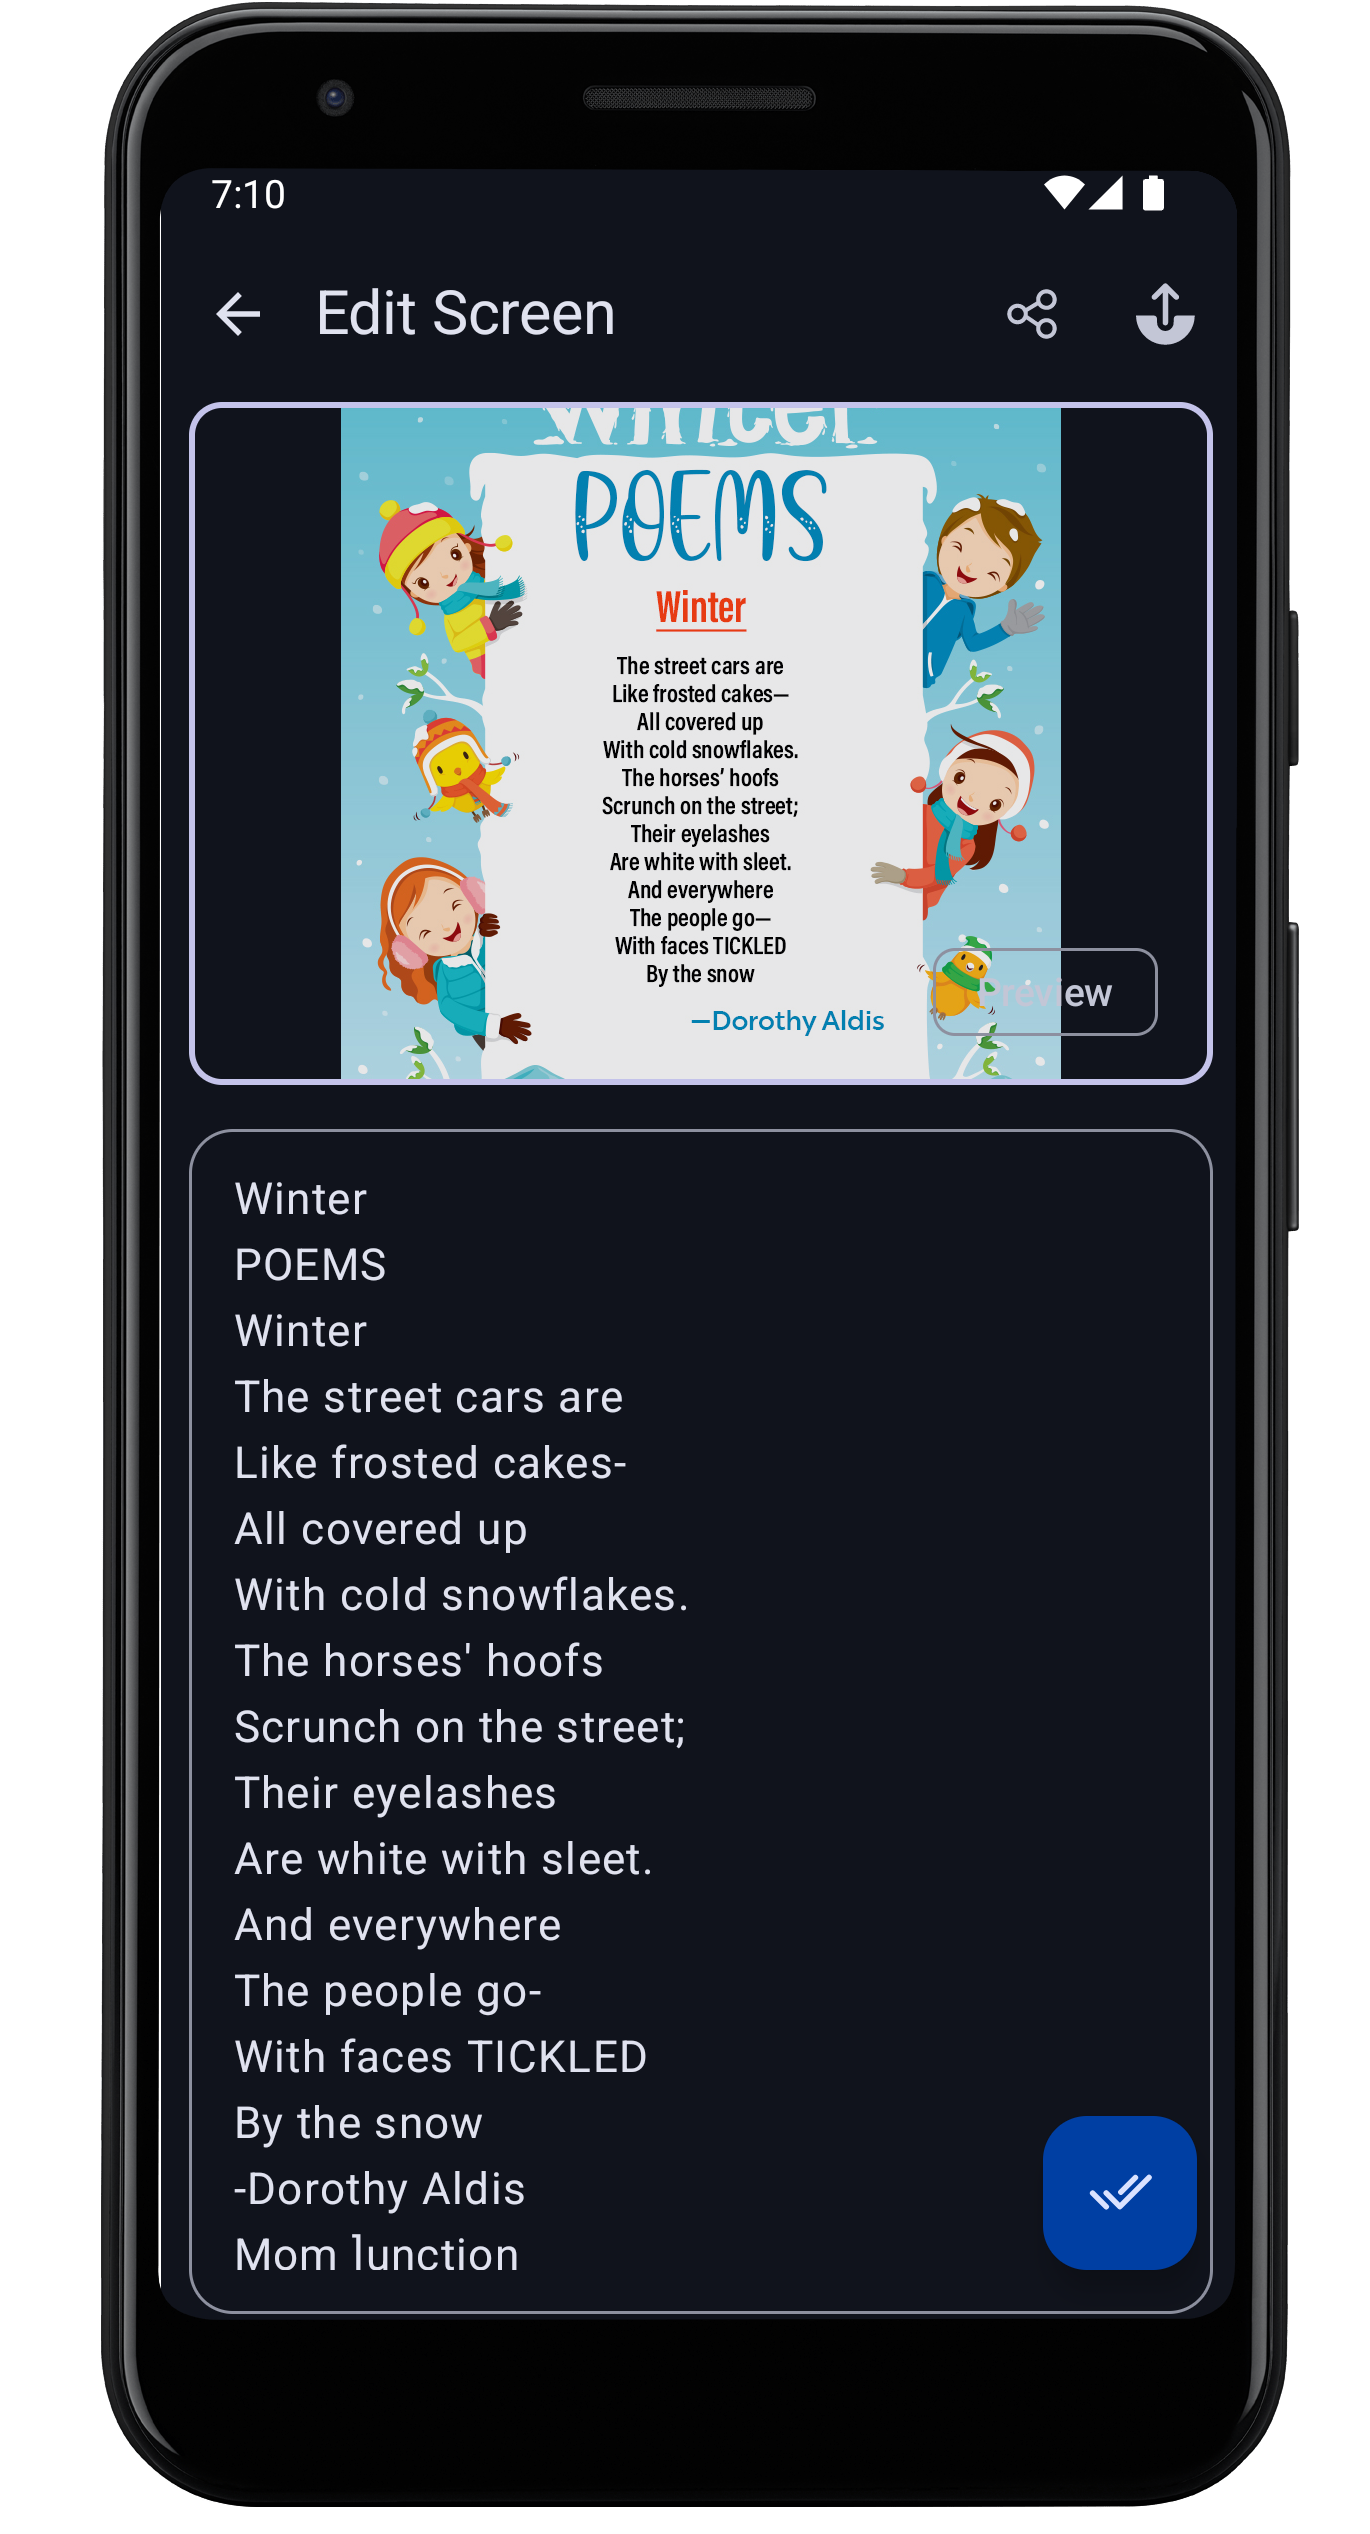 7:10
Edit Screen
Winter
POEMS
Winter
The street cars are
Like frosted cakes—
All covered up
With cold snowflakes.
The horses' hoofs
Scrunch on the street;
Their eyelashes
Are white with sleet.
And everywhere
The people go—
With faces TICKLED
By the snow
—Dorothy Aldis
Preview
Winter
POEMS
Winter
The street cars are
Like frosted cakes-
All covered up
With cold snowflakes.
The horses' hoofs
Scrunch on the street;
Their eyelashes
Are white with sleet.
And everywhere
The people go-
With faces TICKLED
By the snow
-Dorothy Aldis
Mom lunction